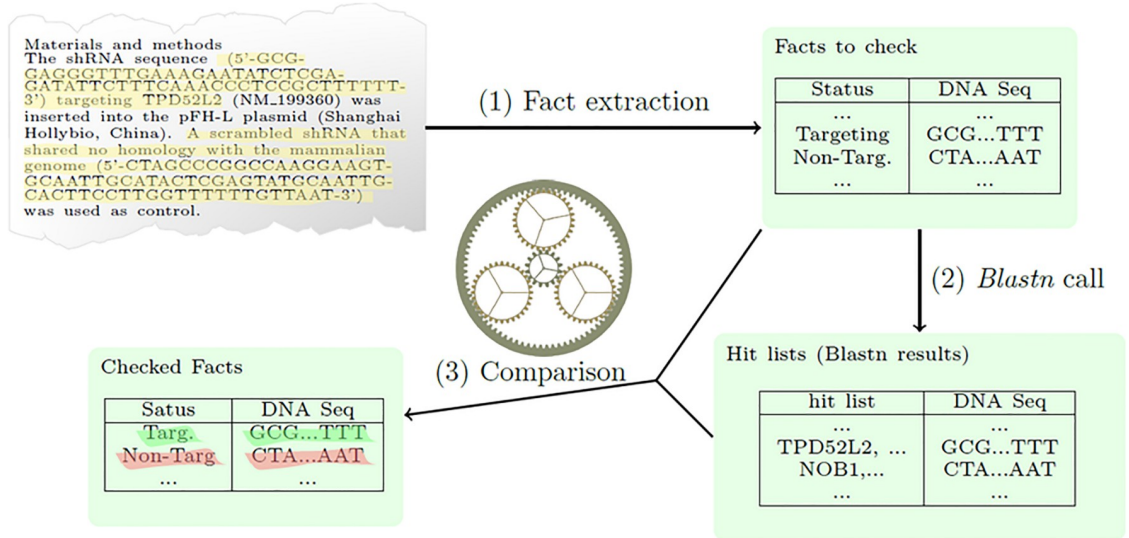 Materials and methods
The shRNA sequence (5'-GCG-
GAGGGTTTGAAAGAATATCTCGA-
GATATTCTTTCAAACCCTCCGCTTTTTT-
3') targeting TPD52L2 (NM_199360) was
inserted into the pFH-L plasmid (Shanghai
Hollybio, China). A scrambled shRNA that
shared no homology with the mammalian
genome (5'-CTAGCCCGGCCAAGGAAGT-
GCAATTGCATACTCGAGTATGCAATTG-
CACTTCCTTGGTTTTTTGTTAAT-3')
was used as control.
(1) Fact extraction
Facts to check
Status DNA Seq
... ...
Targeting GCG...TTT
Non-Targ. CTA...AAT
... ...
(2) Blastn call
Hit lists (Blastn results)
hit list DNA Seq
... ...
TPD52L2, ... GCG...TTT
NOB1,... CTA...AAT
... ...
(3) Comparison
Checked Facts
Satus DNA Seq
Targ. GCG...TTT
Non-Targ CTA...AAT
... ...